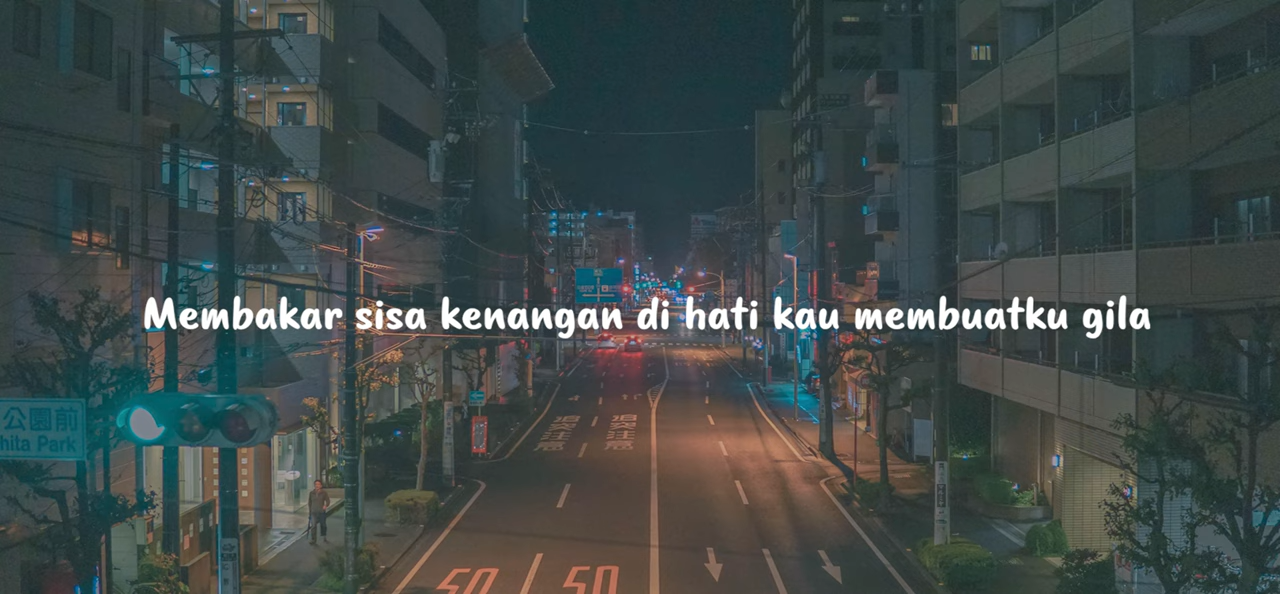 Membakar sisa kenangan di hati kau membuatku gila
公園前
hita Park
50 50